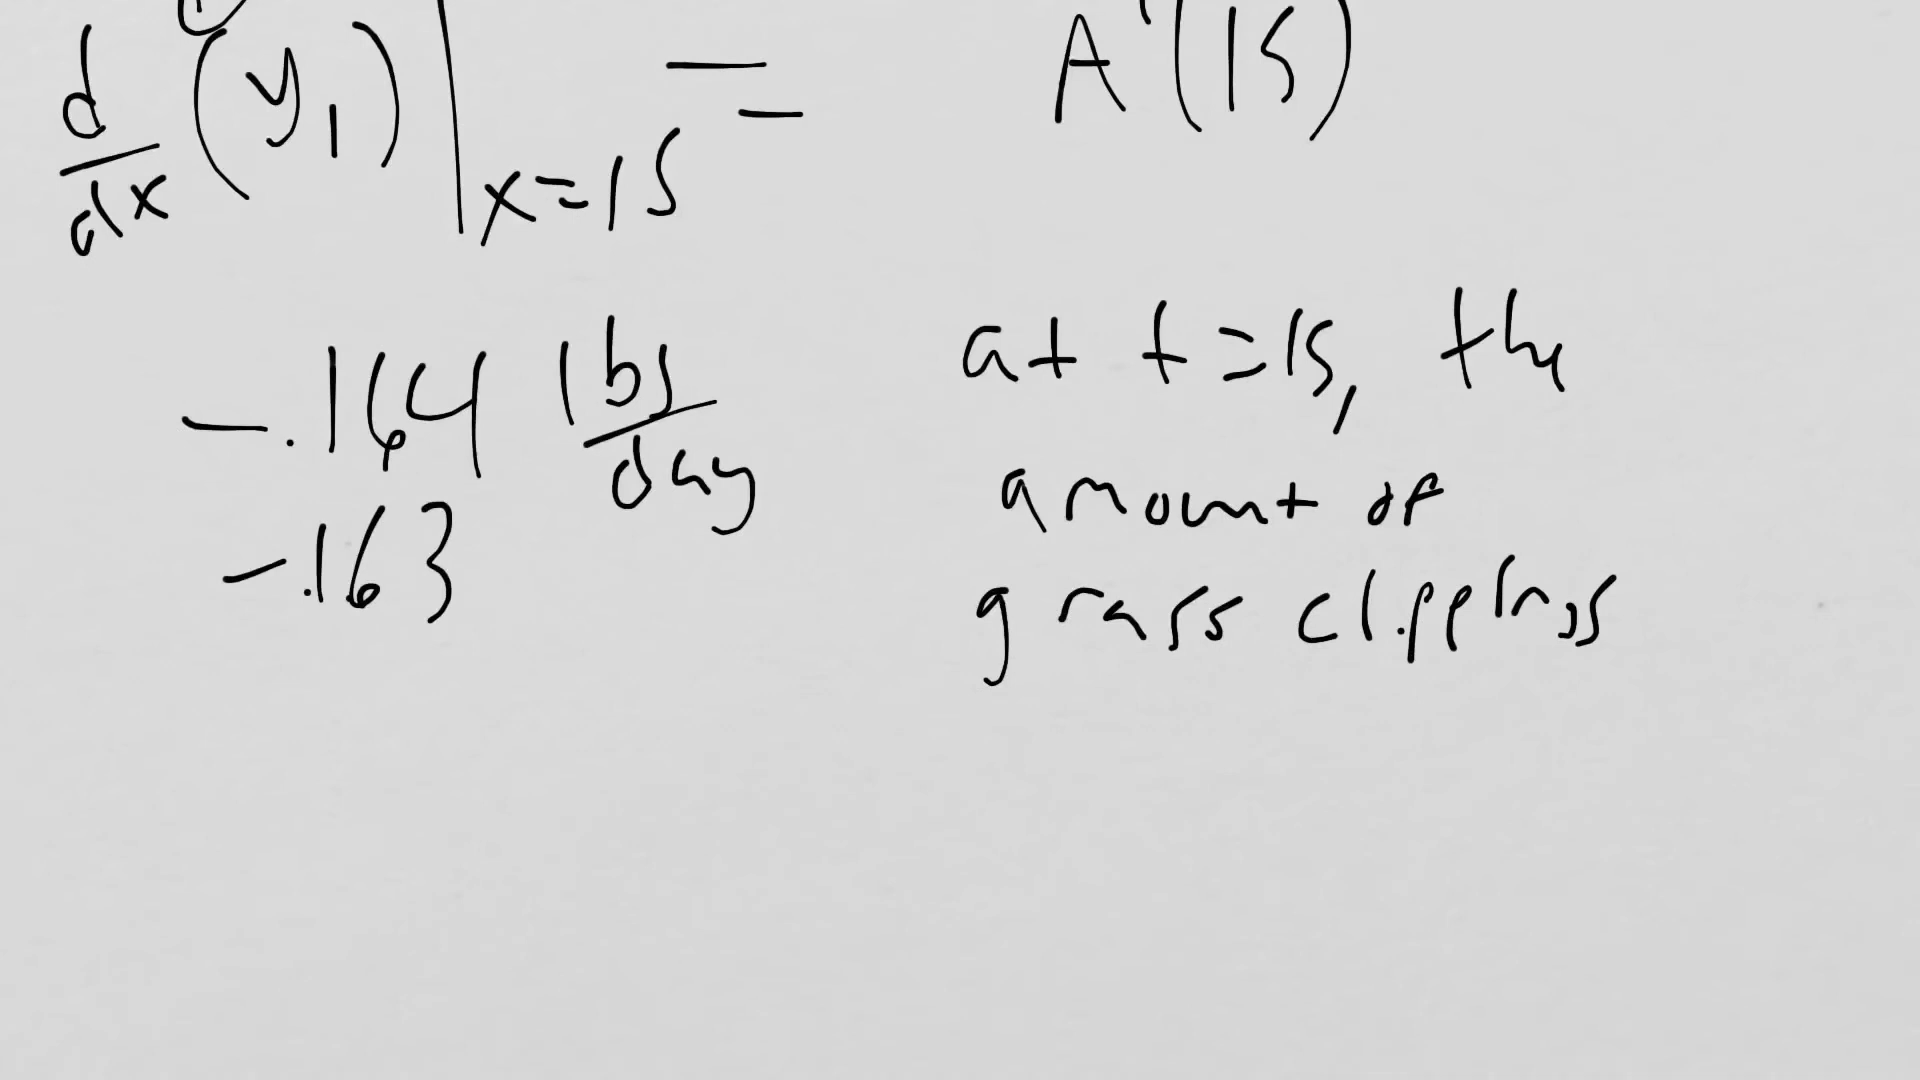 d/dx (y₁)|ₓ₌₁₅ = A'(15)
-.164 lbs/day
-.163
at t=15, the
amount of
grass clippings